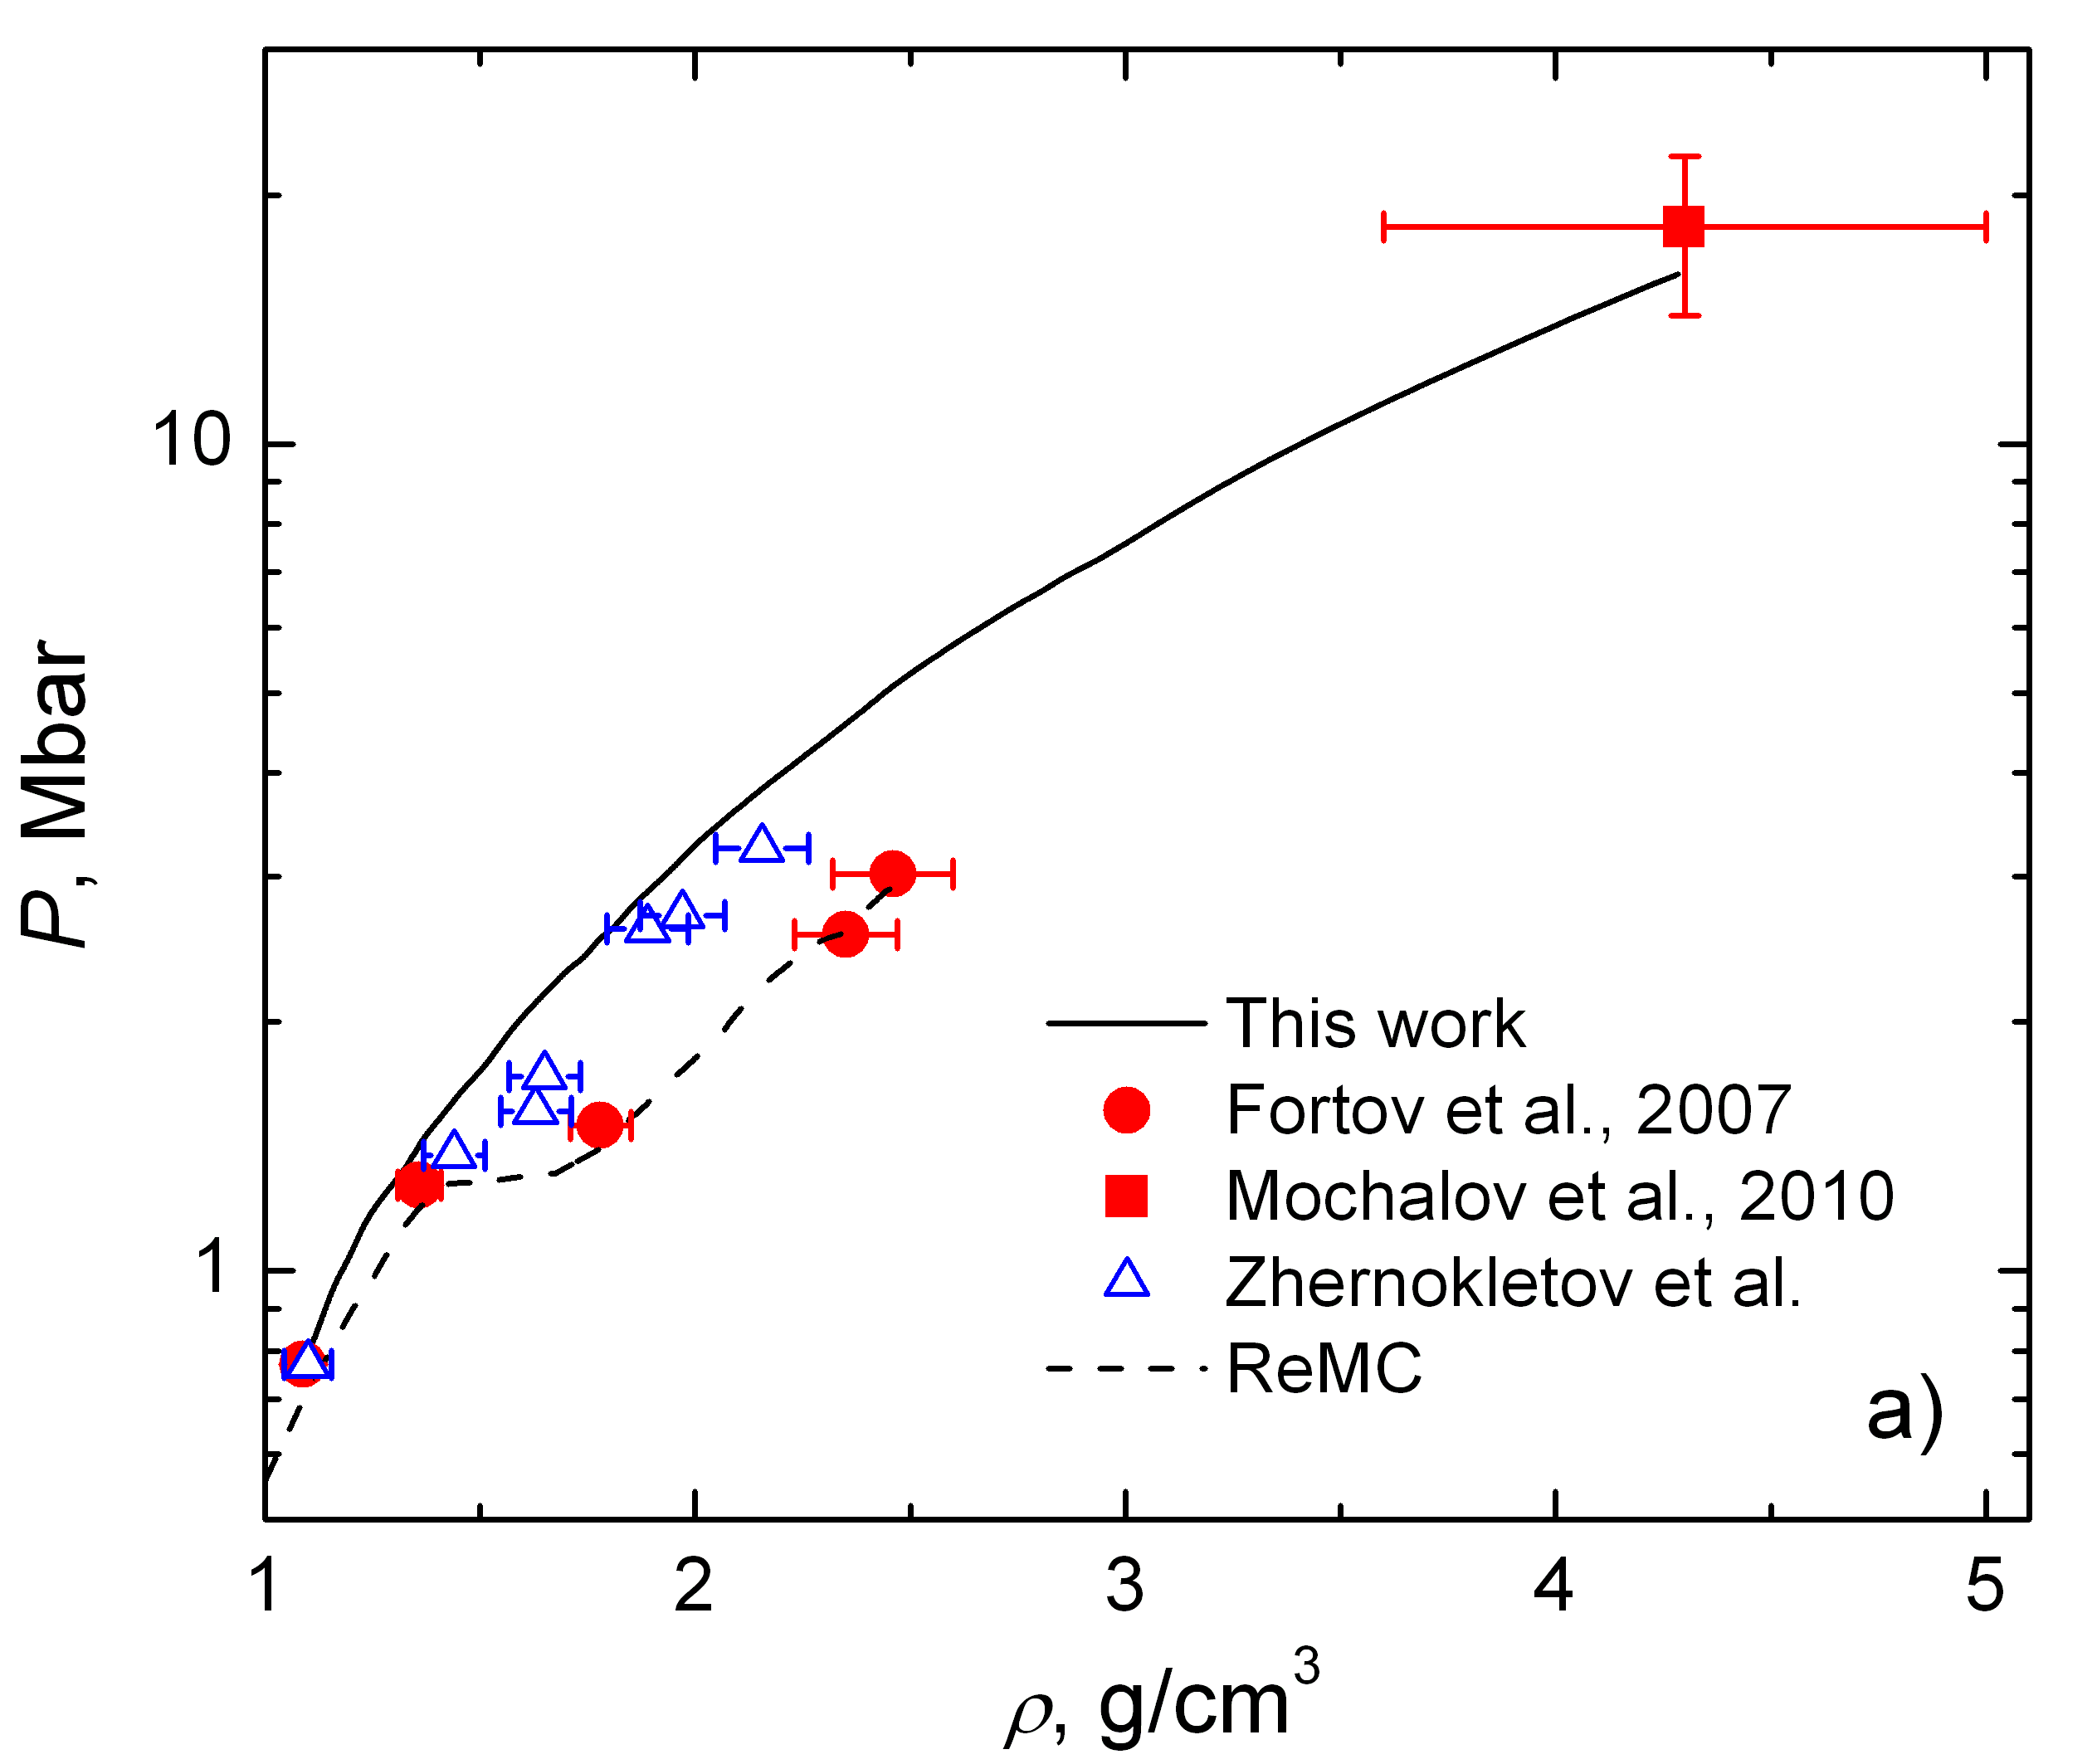 10
1
P, Mbar
This work
Fortov et al., 2007
Mochalov et al., 2010
Zhernokletov et al.
ReMC
a)
1 2 3 4 5
ρ, g/cm³